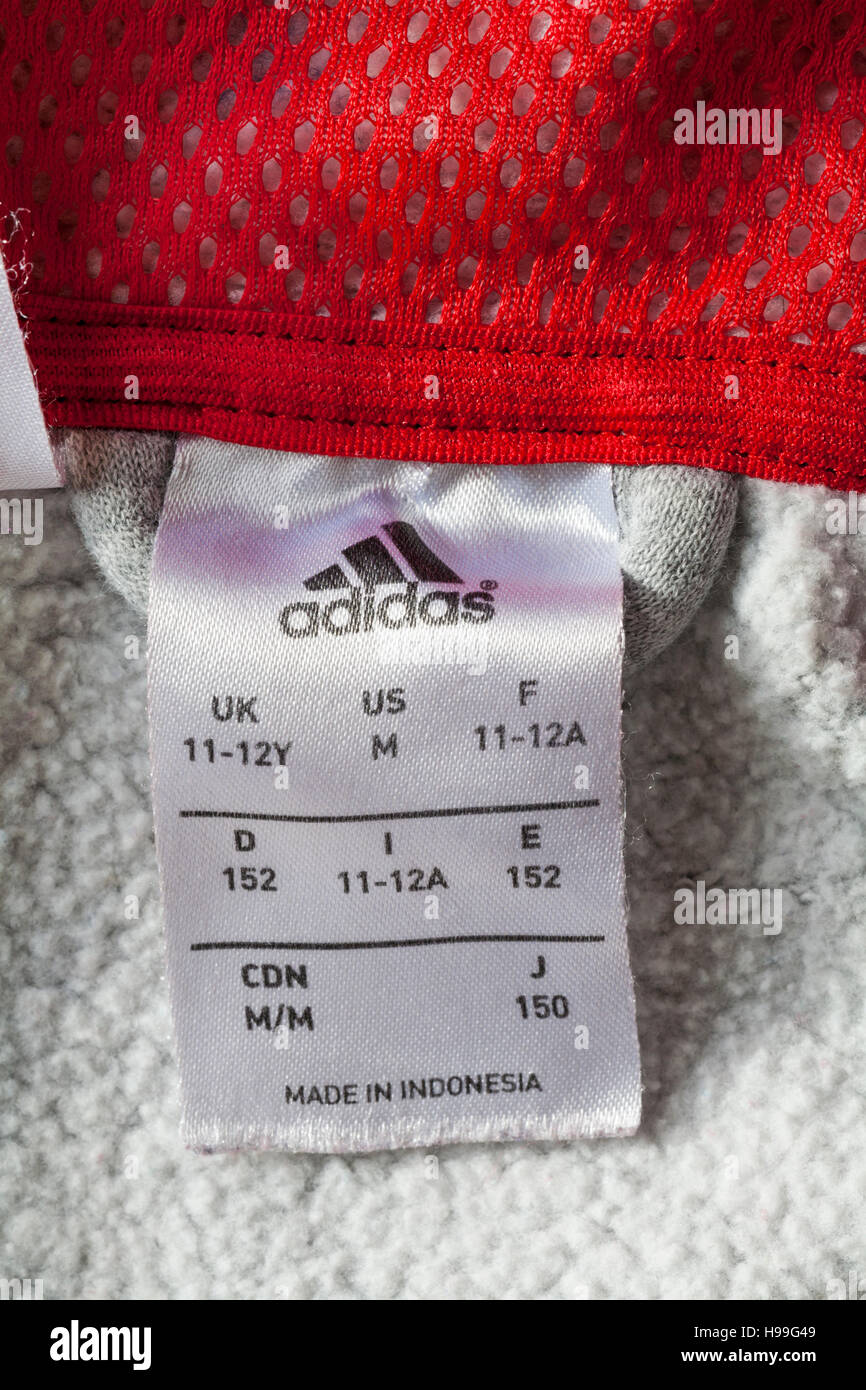 adidas®
UK US F
11-12Y M 11-12A
D I E
152 11-12A 152
CDN J
M/M 150
MADE IN INDONESIA
alamy
alamy
Image ID: H99G49
www.alamy.com